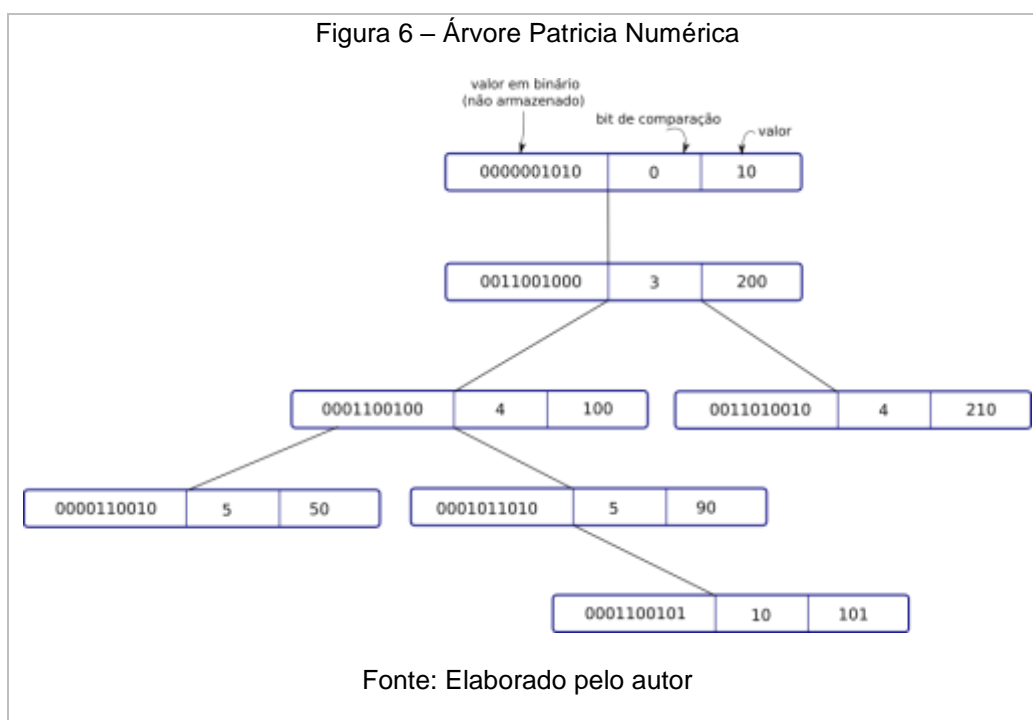 Figura 6 – Árvore Patricia Numérica
valor em binário
(não armazenado)
bit de comparação
valor
0000001010 0 10
0011001000 3 200
0001100100 4 100
0011010010 4 210
0000110010 5 50
0001011010 5 90
0001100101 10 101
Fonte: Elaborado pelo autor